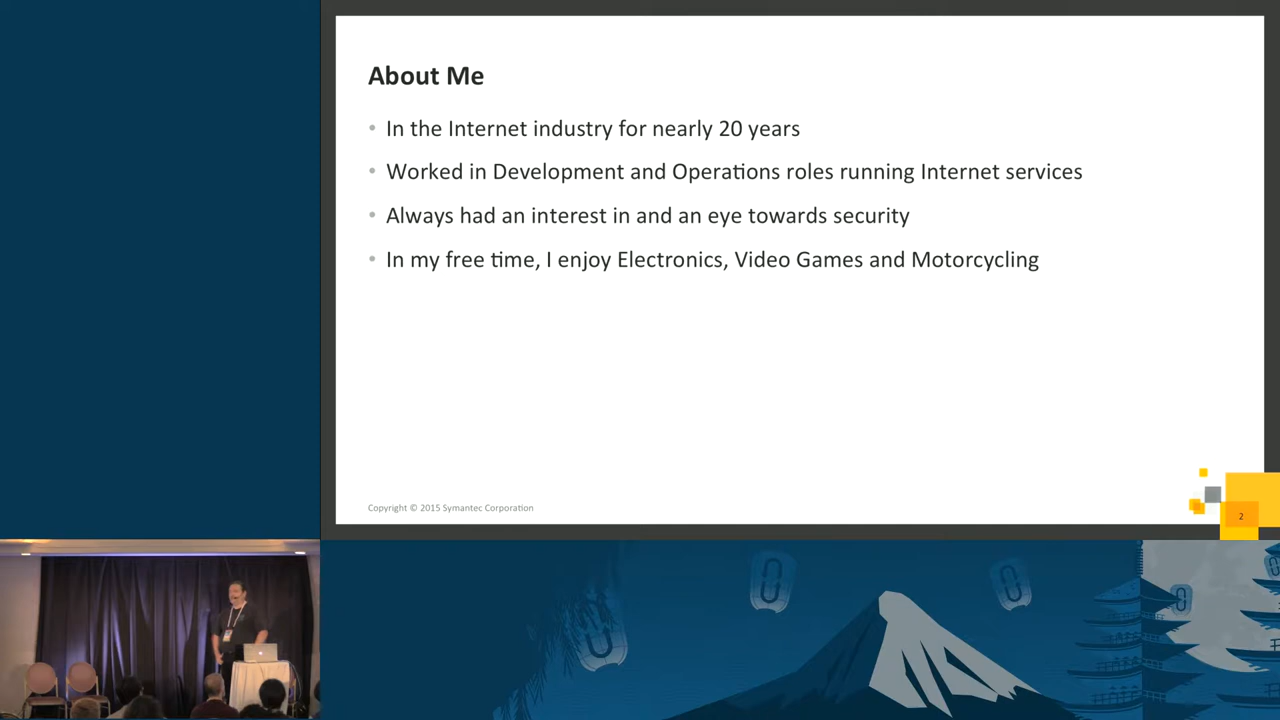 About Me
• In the Internet industry for nearly 20 years
• Worked in Development and Operations roles running Internet services
• Always had an interest in and an eye towards security
• In my free time, I enjoy Electronics, Video Games and Motorcycling
Copyright © 2015 Symantec Corporation
2